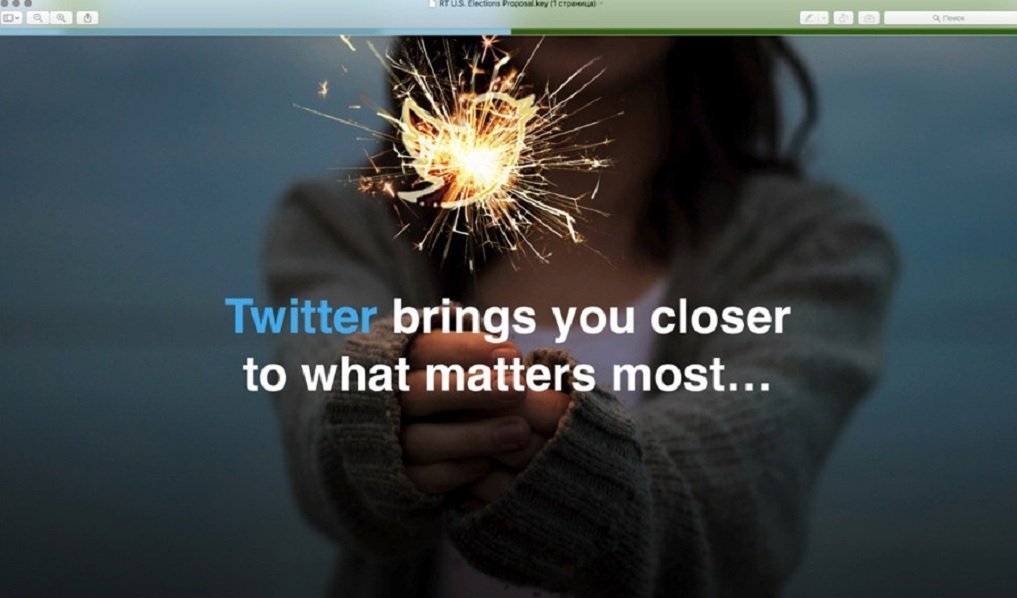 RT U.S. Elections Proposal.key (1 страница)
Поиск
Twitter brings you closer
to what matters most…